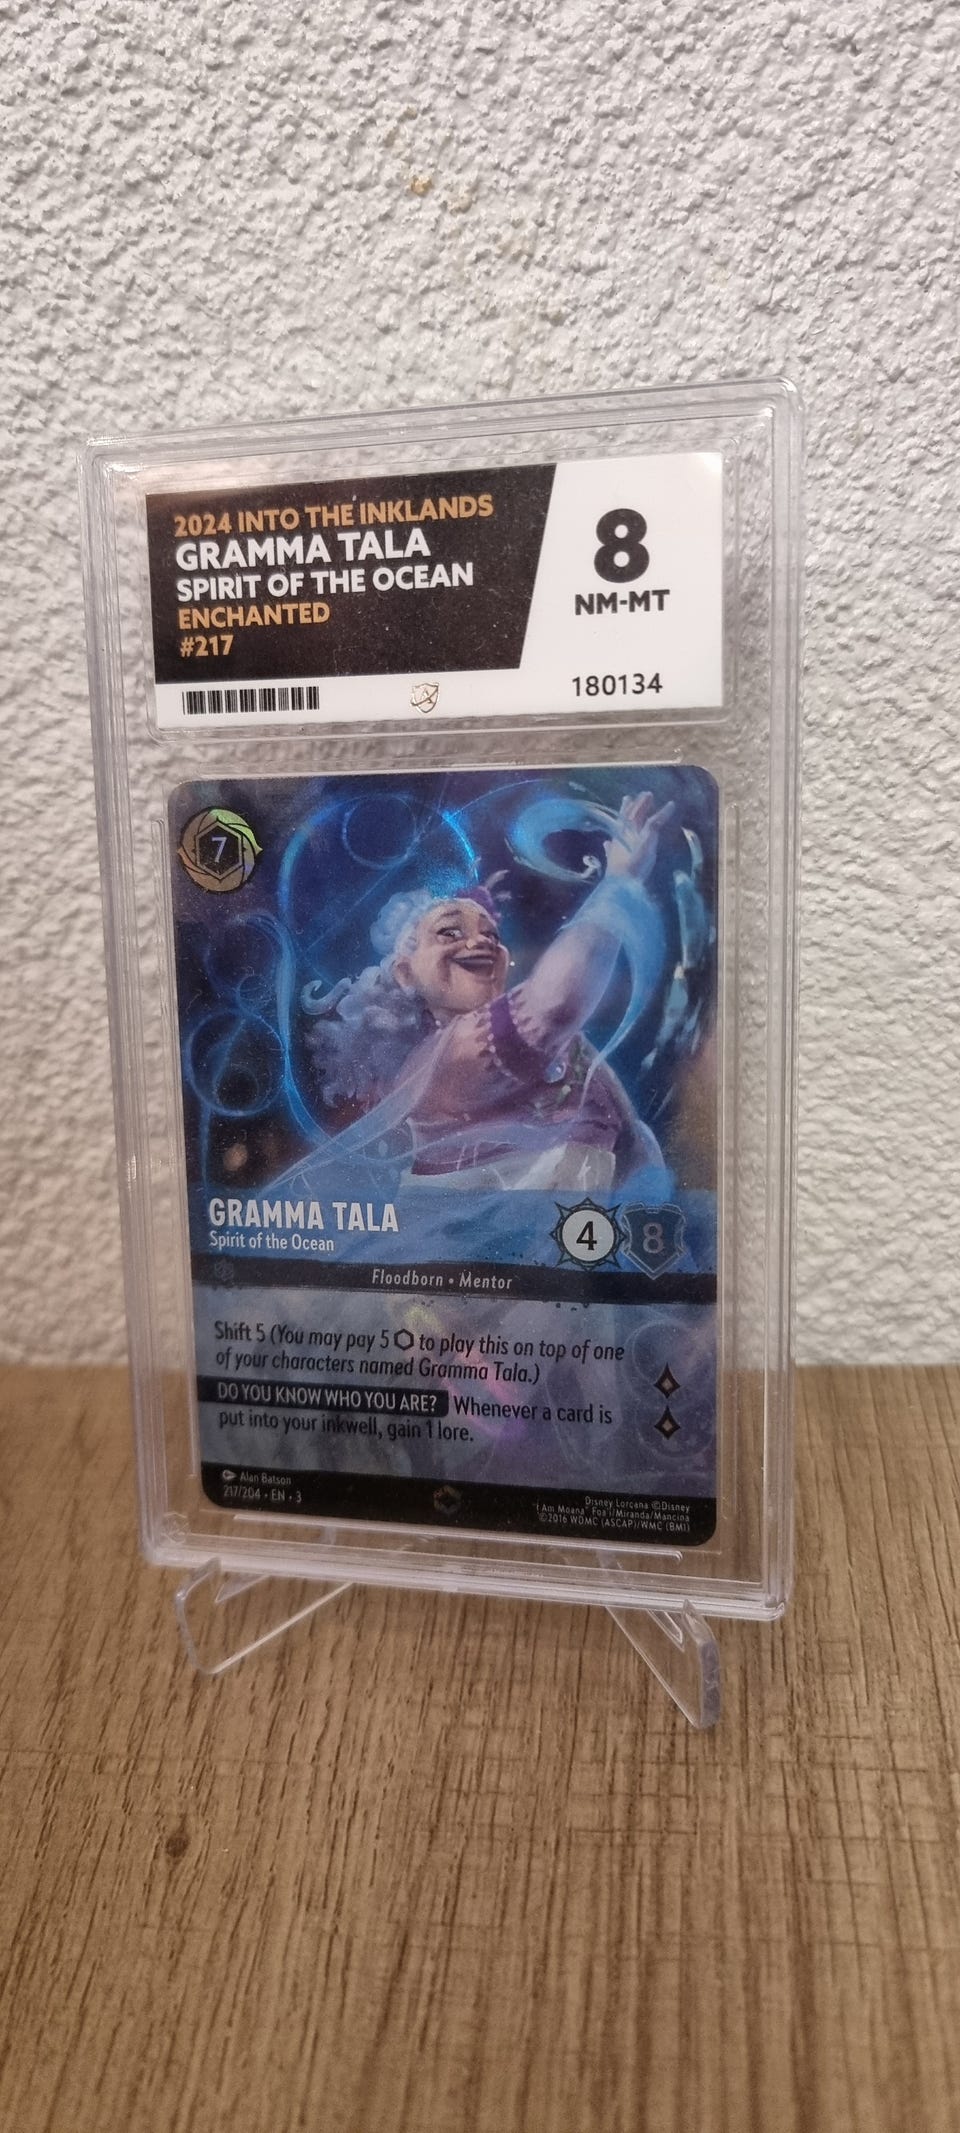 2024 INTO THE INKLANDS
GRAMMA TALA
SPIRIT OF THE OCEAN
ENCHANTED
#217
8
NM-MT
180134
7
GRAMMA TALA
Spirit of the Ocean
4
8
Floodborn • Mentor
Shift 5 (You may pay 5 to play this on top of one
of your characters named Gramma Tala.)
DO YOU KNOW WHO YOU ARE? Whenever a card is
put into your inkwell, gain 1 lore.
Alan Batson
217/204 • EN • 3
Disney Lorcana ©Disney
"I Am Moana" Foa'i/Miranda/Mancina
©2016 WDMC (ASCAP)/WMC (BMI)